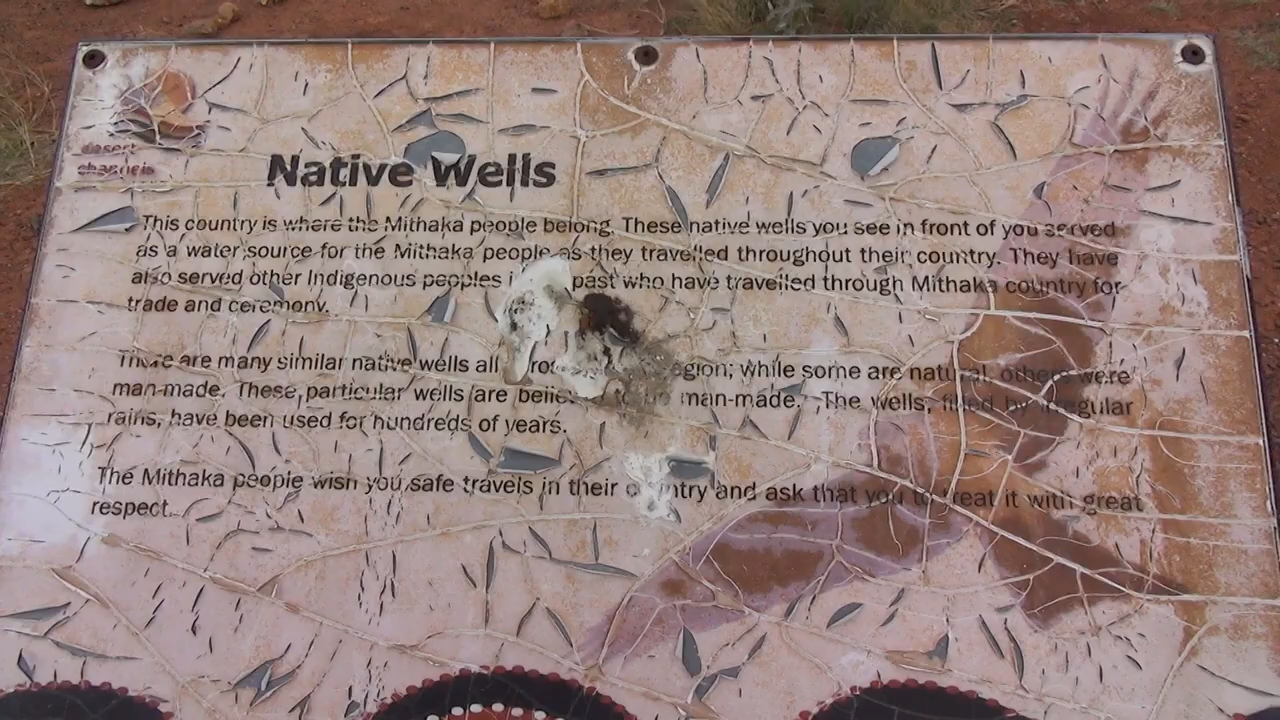 desert
channels
Native Wells
This country is where the Mithaka people belong. These native wells you see in front of you served
as a water source for the Mithaka people as they travelled throughout their country. They have
also served other Indigenous peoples past who have travelled through Mithaka country for
trade and ceremony.
There are many similar native wells all while some are natural, others were
man-made. These particular wells are man-made. The wells, filled by irregular
rains, have been used for hundreds of years.
The Mithaka people wish you safe travels in their country and ask that you to treat it with great
respect.